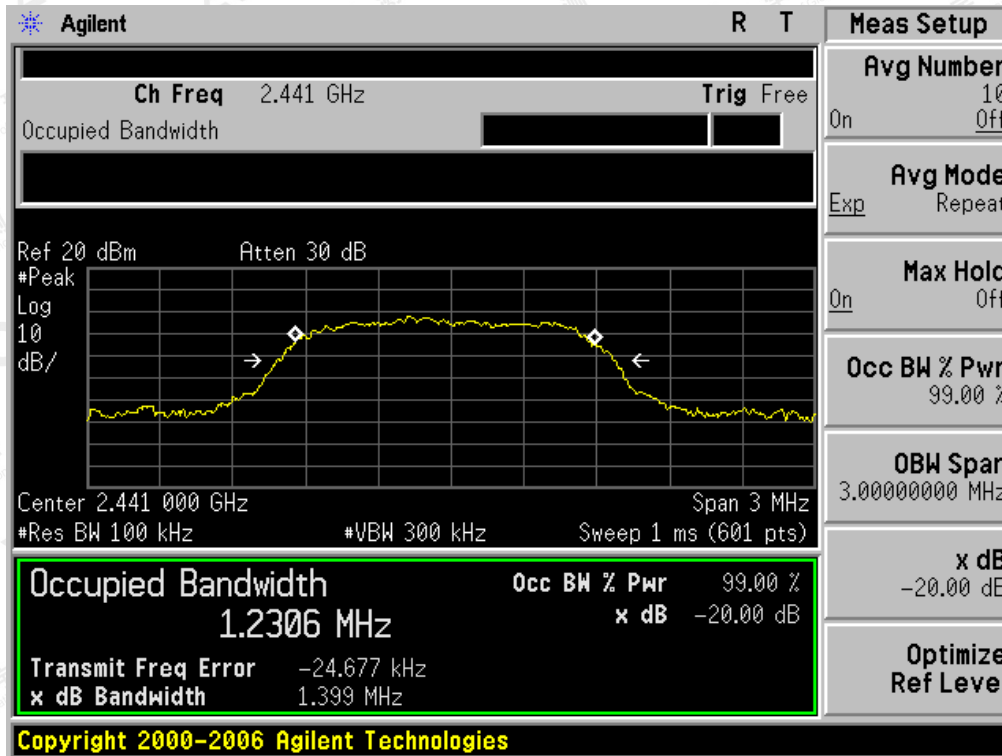 Agilent R T
Ch Freq 2.441 GHz Trig Free
Occupied Bandwidth
Ref 20 dBm Atten 30 dB
#Peak
Log
10
dB/
Center 2.441 000 GHz Span 3 MHz
#Res BW 100 kHz #VBW 300 kHz Sweep 1 ms (601 pts)
Occupied Bandwidth
1.2306 MHz
Occ BW % Pwr 99.00 %
x dB -20.00 dB
Transmit Freq Error -24.677 kHz
x dB Bandwidth 1.399 MHz
Copyright 2000-2006 Agilent Technologies
Meas Setup
Avg Number
10
On Off
Avg Mode
Exp Repeat
Max Hold
On Off
Occ BW % Pwr
99.00 %
OBW Span
3.00000000 MHz
x dB
-20.00 dB
Optimize
Ref Level